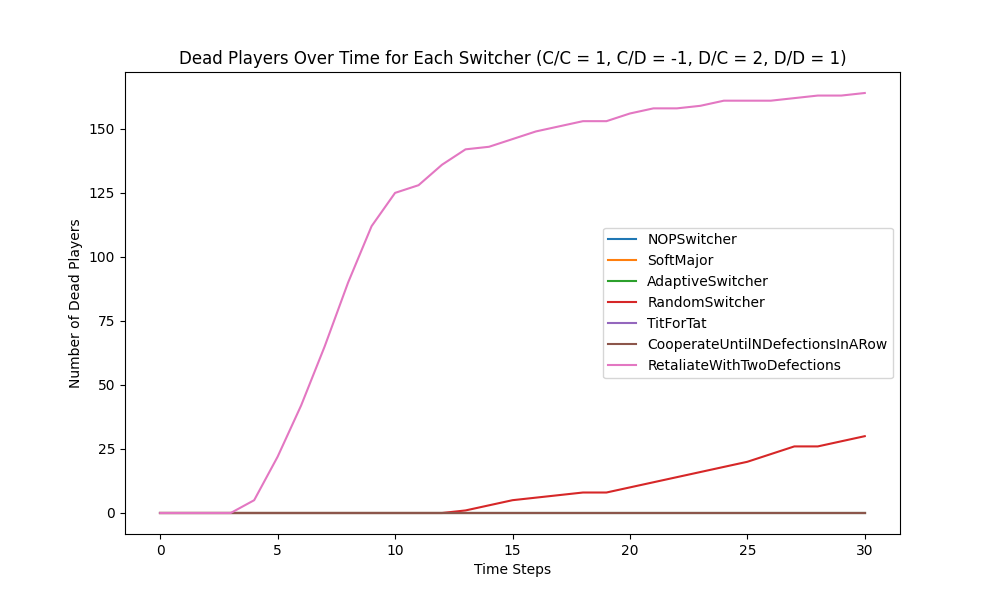 Dead Players Over Time for Each Switcher (C/C = 1, C/D = -1, D/C = 2, D/D = 1)
150
125
100
75
50
25
0
Number of Dead Players
NOPSwitcher
SoftMajor
AdaptiveSwitcher
RandomSwitcher
TitForTat
CooperateUntilNDefectionsInARow
RetaliateWithTwoDefections
0 5 10 15 20 25 30
Time Steps